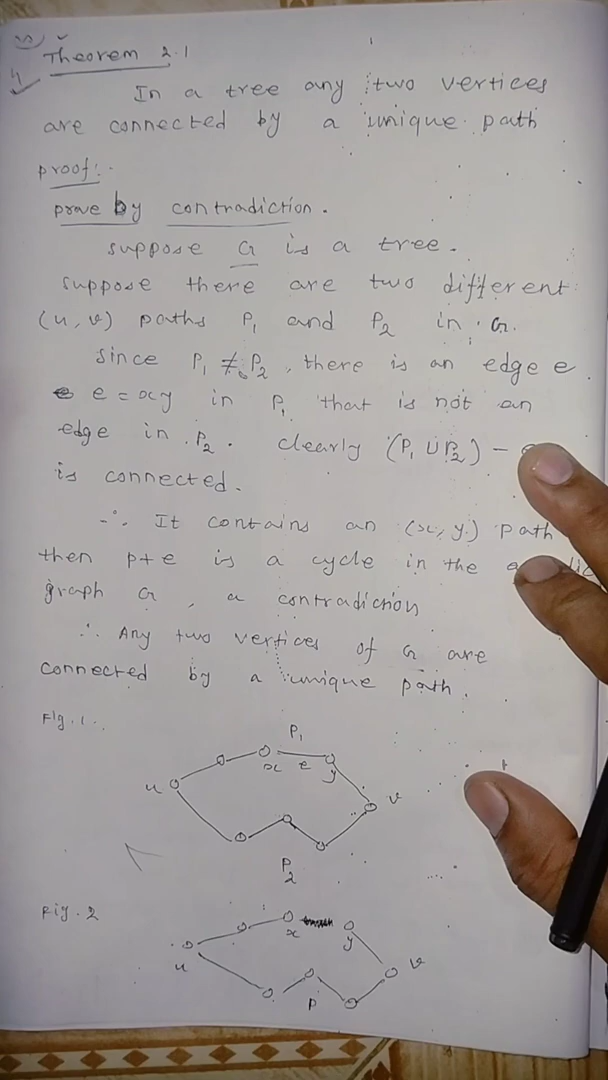 Theorem 2.1
In a tree any two vertices
are connected by a unique path
proof:-
prove by contradiction.
suppose G is a tree.
suppose there are two different
(u, v) paths P1 and P2 in G.
Since P1 ≠ P2, there is an edge e.
e = xy in P1 that is not an
edge in P2. clearly (P1 ∪ P2) -
is connected.
∴ It contains an (x, y) path
then p+e is a cycle in the
graph G, a contradicion
∴ Any two vertices of G are
connected by a unique path.
Fig. 1.
P1
x e y
u v
P2
Fig. 2
x y
u v
P